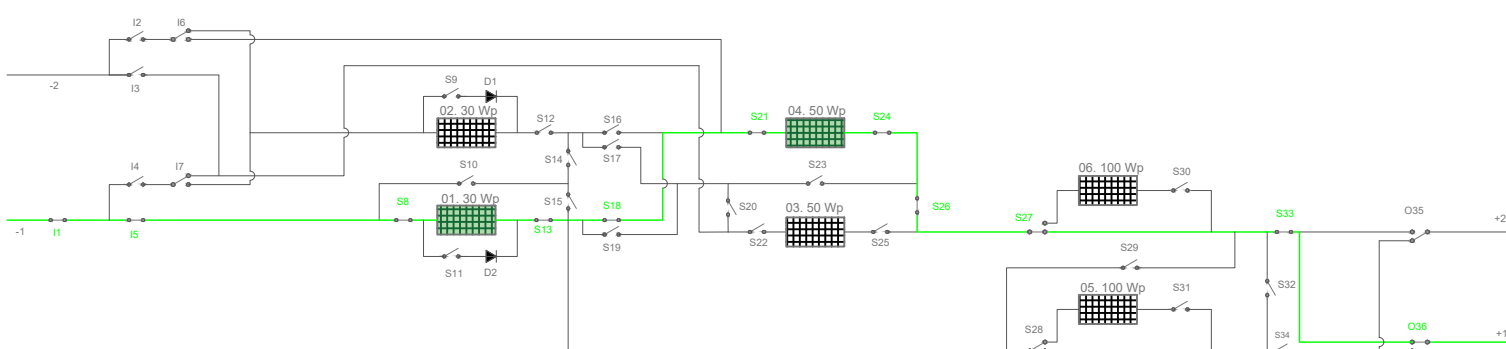 I2 I6
-2
I3
S9 D1
02. 30 Wp
S12 S16
S14 S17
I4 I7
S10
S8 01. 30 Wp
S15 S18
-1 I1 I5
S13
S19
S11 D2
S21 04. 50 Wp S24
S23
S20 03. 50 Wp S26
S22 S25
06. 100 Wp S30
S27 S33 O35 +2
S29
S32
05. 100 Wp S31
S28 S34 O36 +1